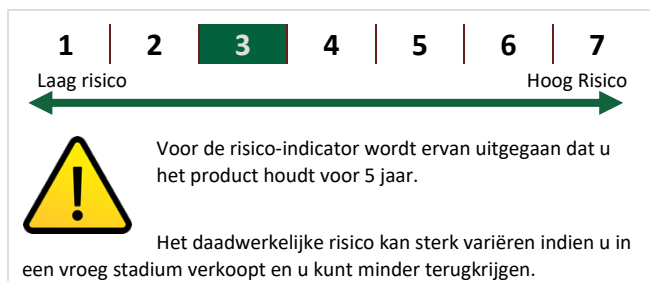 1 2 3 4 5 6 7
Laag risico Hoog Risico
Voor de risico-indicator wordt ervan uitgegaan dat u
het product houdt voor 5 jaar.
Het daadwerkelijke risico kan sterk variëren indien u in
een vroeg stadium verkoopt en u kunt minder terugkrijgen.